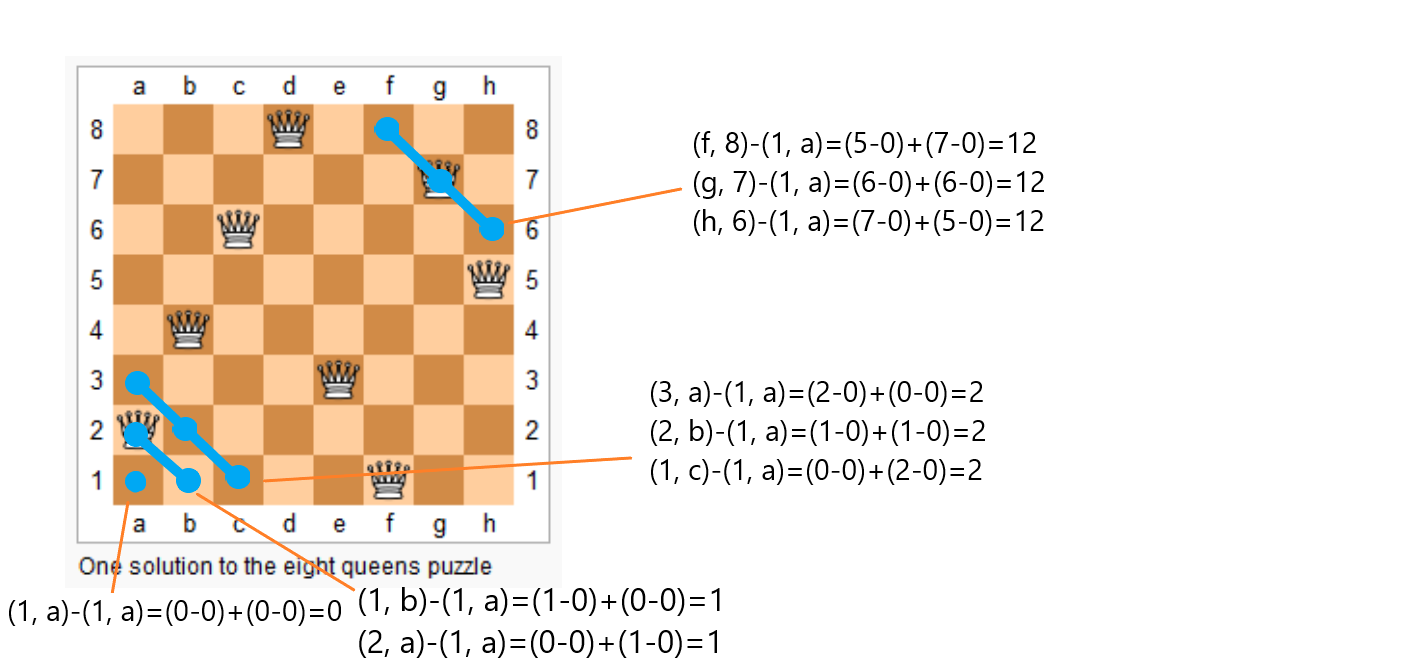 a b c d e f g h
8 8
7 7
6 6
5 5
4 4
3 3
2 2
1 1
a b c d e f g h
One solution to the eight queens puzzle
(f, 8)-(1, a)=(5-0)+(7-0)=12
(g, 7)-(1, a)=(6-0)+(6-0)=12
(h, 6)-(1, a)=(7-0)+(5-0)=12
(3, a)-(1, a)=(2-0)+(0-0)=2
(2, b)-(1, a)=(1-0)+(1-0)=2
(1, c)-(1, a)=(0-0)+(2-0)=2
(1, a)-(1, a)=(0-0)+(0-0)=0
(1, b)-(1, a)=(1-0)+(0-0)=1
(2, a)-(1, a)=(0-0)+(1-0)=1